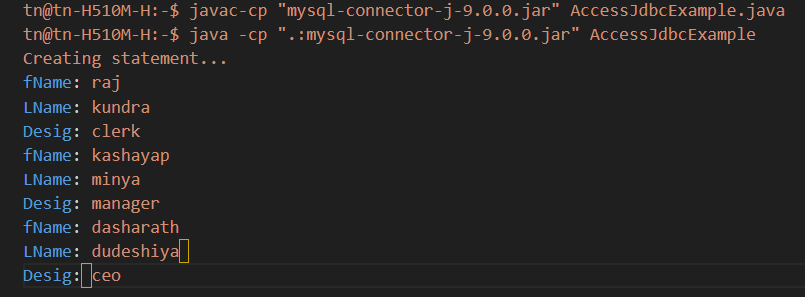 tn@tn-H510M-H:-$ javac-cp "mysql-connector-j-9.0.0.jar" AccessJdbcExample.java
tn@tn-H510M-H:-$ java -cp ".:mysql-connector-j-9.0.0.jar" AccessJdbcExample
Creating statement...
fName: raj
LName: kundra
Desig: clerk
fName: kashayap
LName: minya
Desig: manager
fName: dasharath
LName: dudeshiya
Desig: ceo